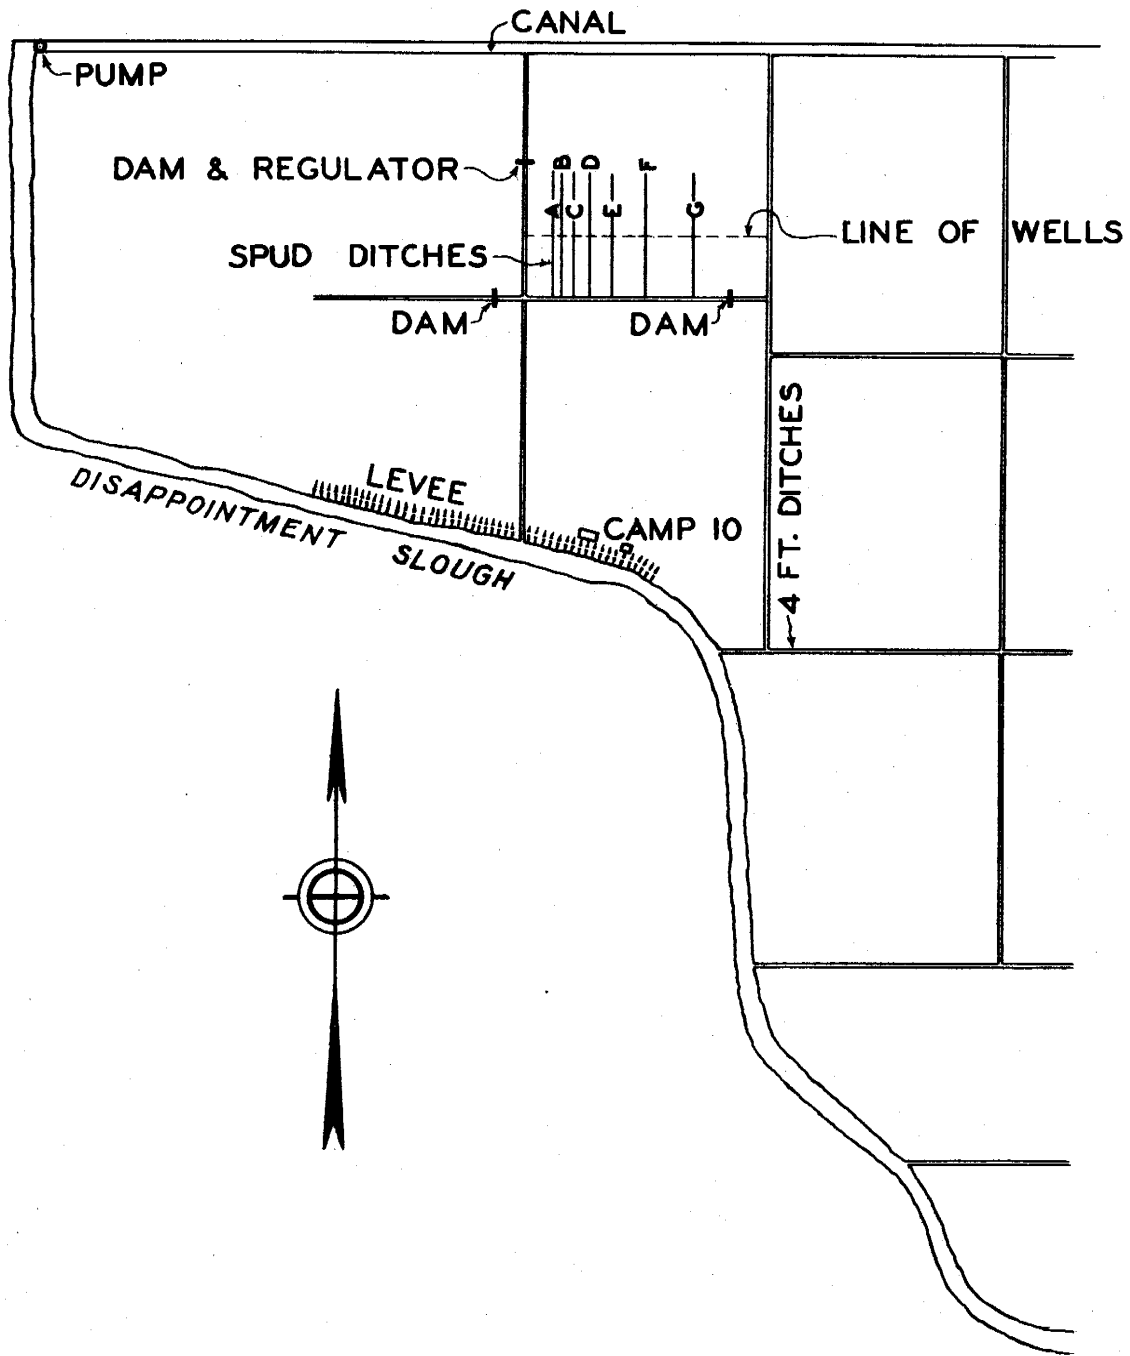 CANAL
PUMP
DAM & REGULATOR
A
B
C
D
E
F
G
LINE OF WELLS
SPUD DITCHES
DAM
DAM
4 FT. DITCHES
LEVEE
CAMP 10
DISAPPOINTMENT SLOUGH